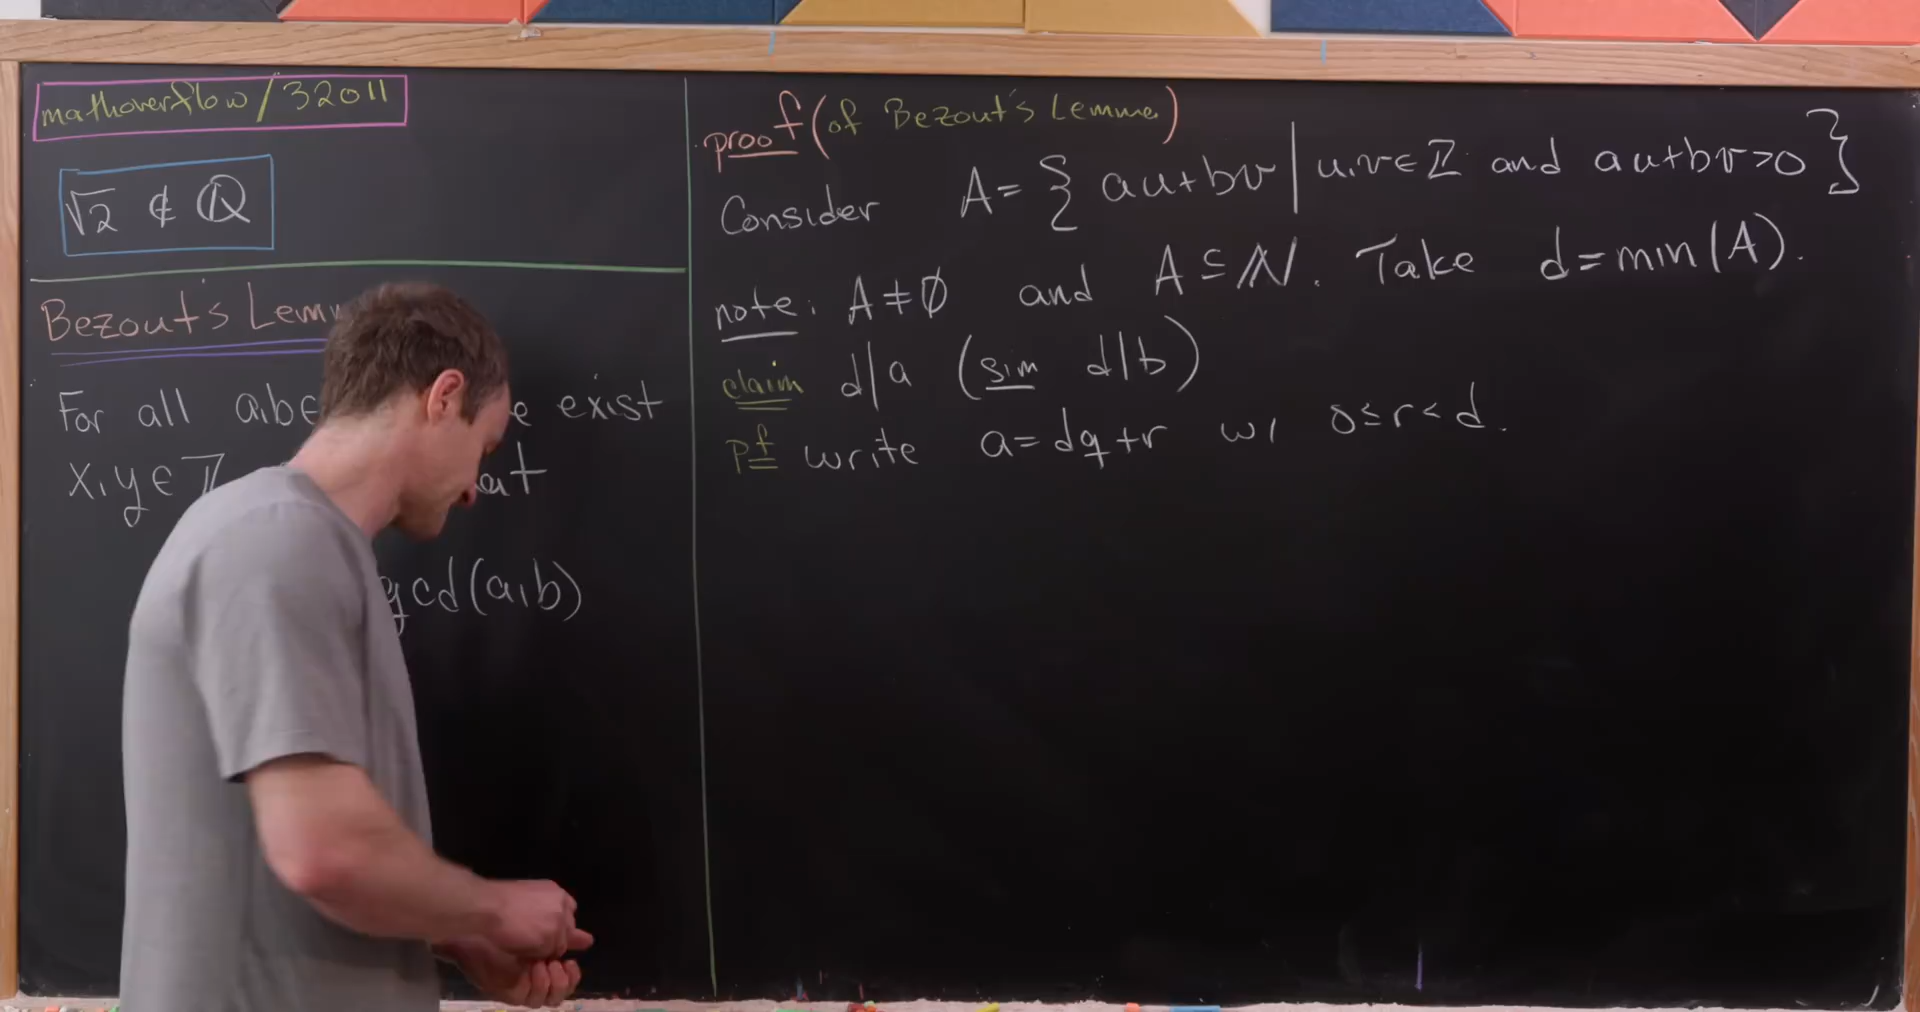 mathoverflow/32011
√2 ∉ ℚ
Bezout's Lem
For all a,b∈ e exist
x,y∈ℤ at
gcd(a,b)
proof (of Bezout's Lemma)
Consider A= { au+bv | u,v∈ℤ and au+bv>0 }
note: A≠∅ and A⊆ℕ. Take d=min(A).
claim d|a (sim d|b)
pf write a=dq+r w/ 0≤r<d.